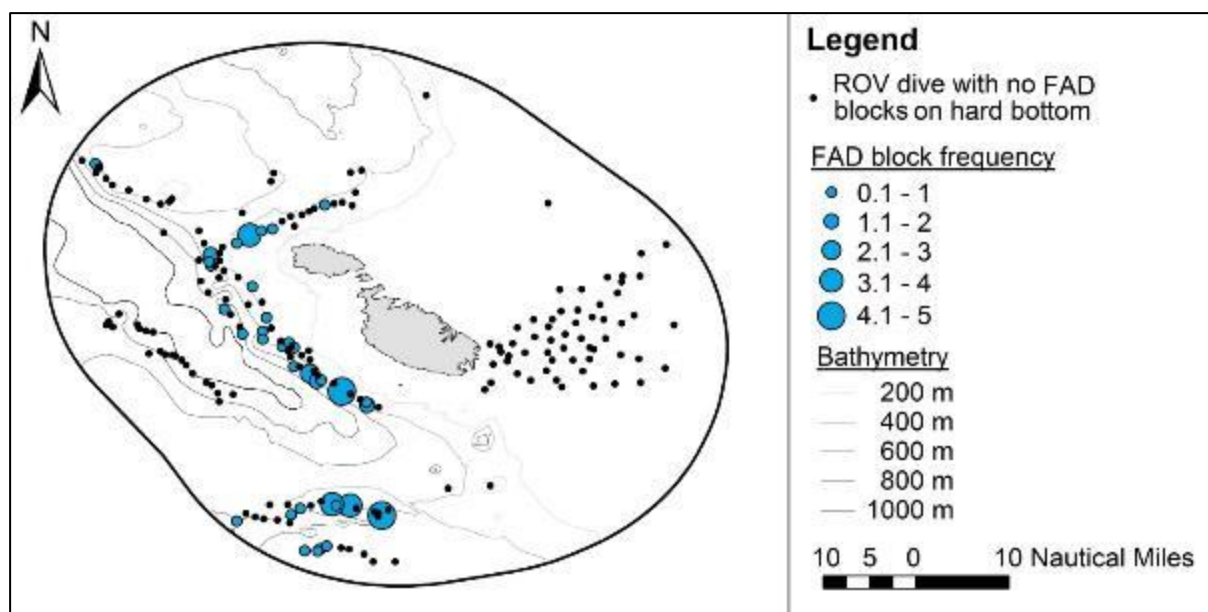 N
Legend
ROV dive with no FAD
blocks on hard bottom
FAD block frequency
0.1 - 1
1.1 - 2
2.1 - 3
3.1 - 4
4.1 - 5
Bathymetry
200 m
400 m
600 m
800 m
1000 m
10 5 0 10 Nautical Miles